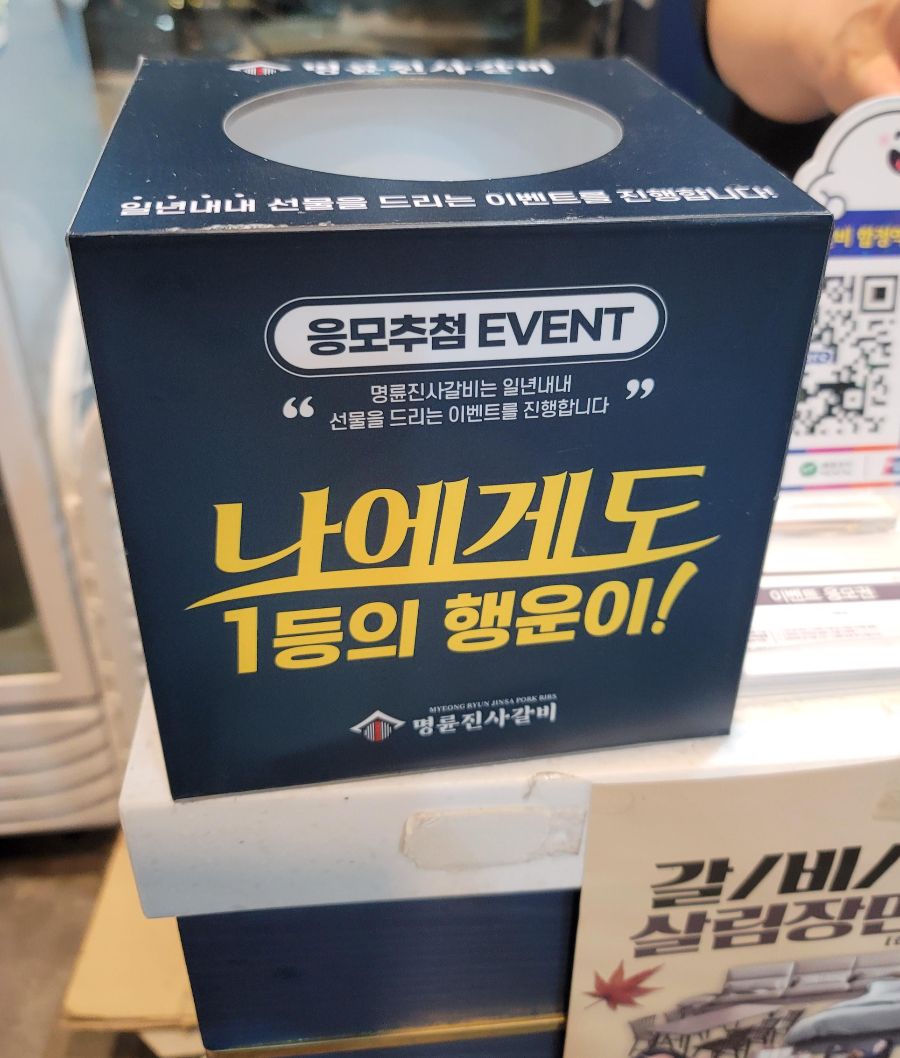 명륜진사갈비
일년내내 선물을 드리는 이벤트를 진행합니다!
응모추첨 EVENT
“ 명륜진사갈비는 일년내내 ”
선물을 드리는 이벤트를 진행합니다
나에게도
1등의 행운이!
MYEONG RYUN JINSA PORK RIBS
명륜진사갈비
이벤트 응모권
갈/비/
살림장만